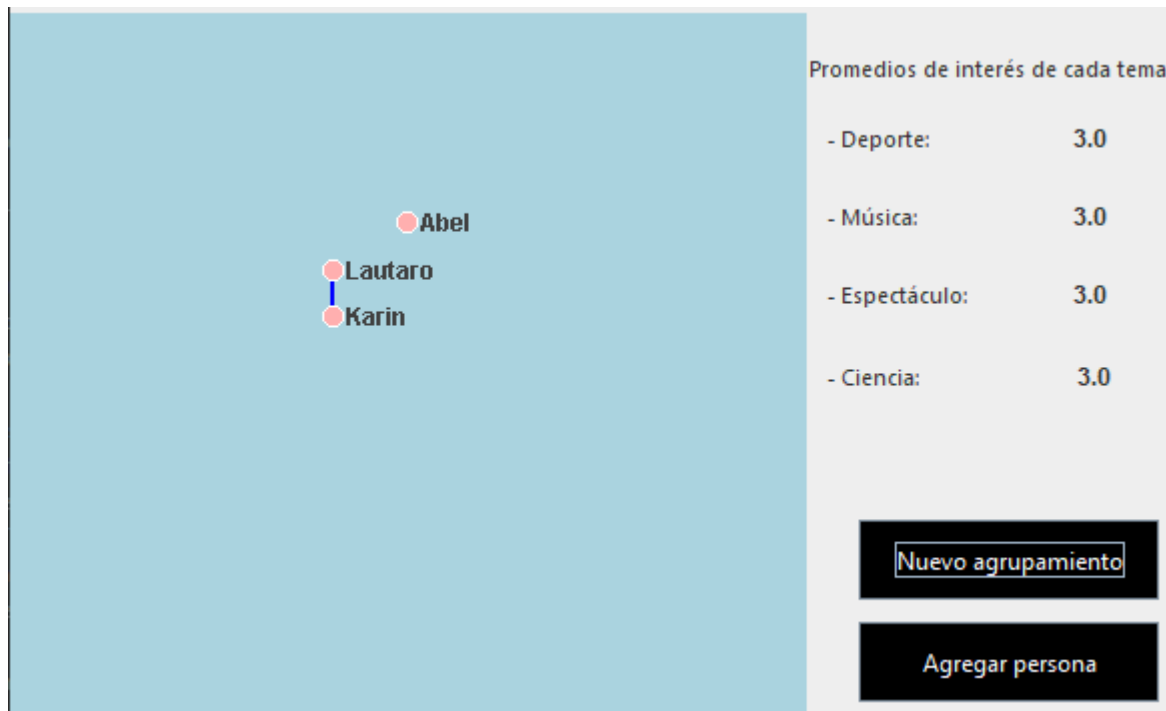 Abel
Lautaro
Karin
Promedios de interés de cada tema
- Deporte: 3.0
- Música: 3.0
- Espectáculo: 3.0
- Ciencia: 3.0
Nuevo agrupamiento
Agregar persona